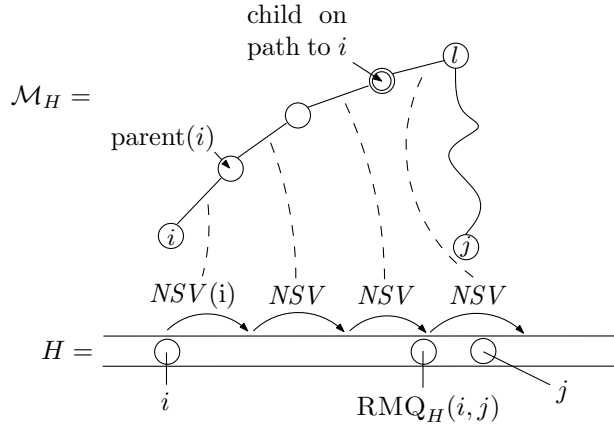 child on
path to i
l
M_H =
parent(i)
i
j
NSV(i) NSV NSV NSV
H =
i
RMQ_H(i, j)
j